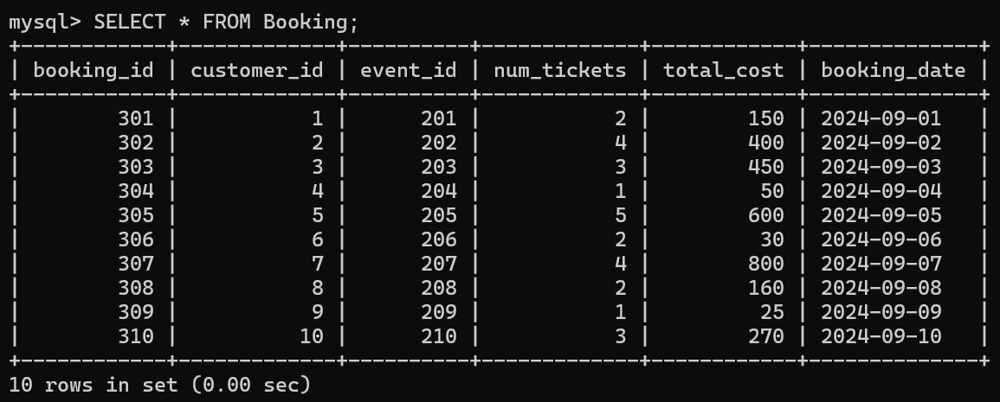 mysql> SELECT * FROM Booking;
+------------+-------------+----------+-------------+------------+--------------+
| booking_id | customer_id | event_id | num_tickets | total_cost | booking_date |
+------------+-------------+----------+-------------+------------+--------------+
|        301 |           1 |      201 |           2 |        150 | 2024-09-01   |
|        302 |           2 |      202 |           4 |        400 | 2024-09-02   |
|        303 |           3 |      203 |           3 |        450 | 2024-09-03   |
|        304 |           4 |      204 |           1 |         50 | 2024-09-04   |
|        305 |           5 |      205 |           5 |        600 | 2024-09-05   |
|        306 |           6 |      206 |           2 |         30 | 2024-09-06   |
|        307 |           7 |      207 |           4 |        800 | 2024-09-07   |
|        308 |           8 |      208 |           2 |        160 | 2024-09-08   |
|        309 |           9 |      209 |           1 |         25 | 2024-09-09   |
|        310 |          10 |      210 |           3 |        270 | 2024-09-10   |
+------------+-------------+----------+-------------+------------+--------------+
10 rows in set (0.00 sec)